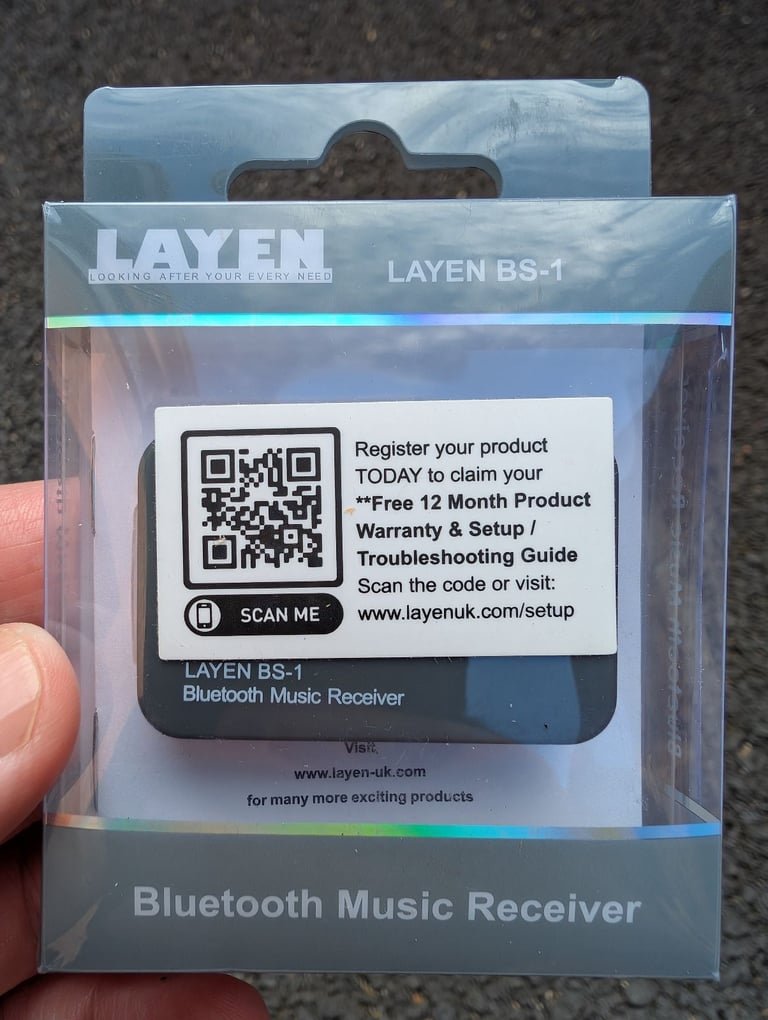 LAYEN
LOOKING AFTER YOUR EVERY NEED
LAYEN BS-1
Register your product
TODAY to claim your
**Free 12 Month Product
Warranty & Setup /
Troubleshooting Guide
Scan the code or visit:
www.layenuk.com/setup
SCAN ME
LAYEN BS-1
Bluetooth Music Receiver
Visit,
www.layen-uk.com
for many more exciting products
Bluetooth Music Receiver